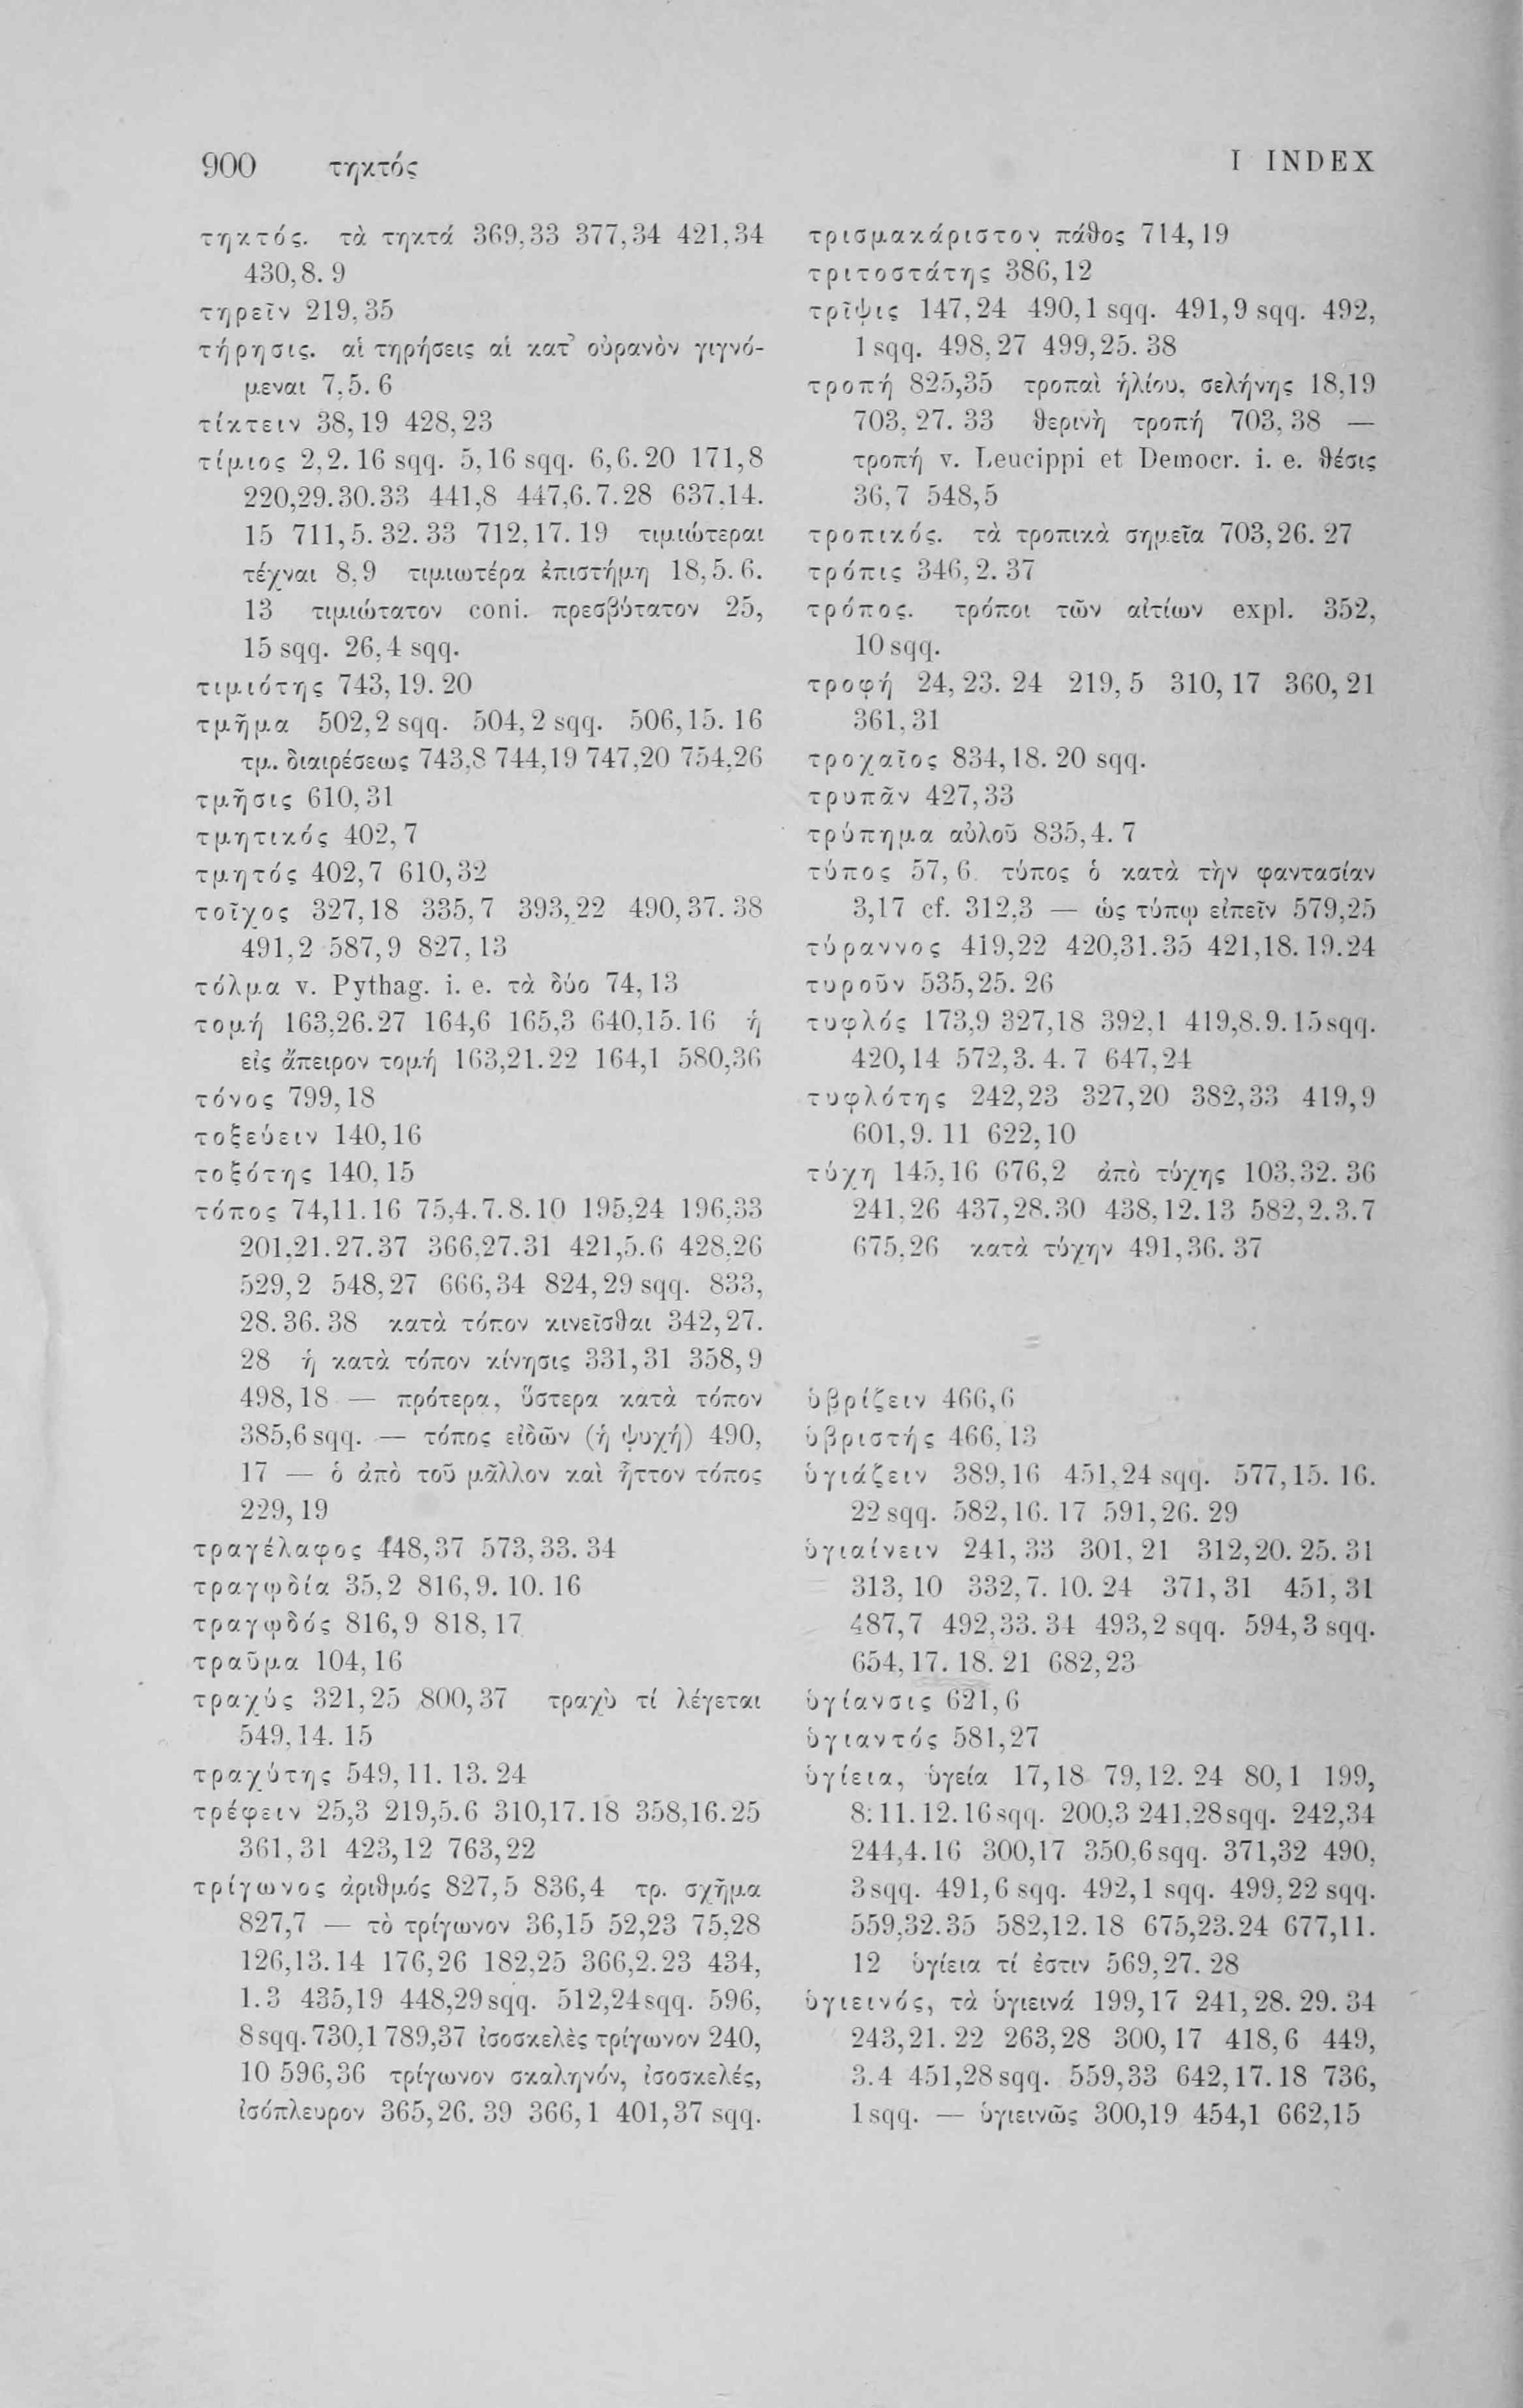 900 τηκτός
I INDEX
τηκτός. τὰ τηκτά 369,33 377,34 421,34
430,8. 9
τηρεῖν 219,35
τήρησις. αἱ τηρήσεις αἱ κατ᾽ οὐρανὸν γιγνό-
μεναι 7,5. 6
τίκτειν 38,19 428,23
τίμιος 2,2. 16 sqq. 5,16 sqq. 6,6. 20 171,8
220,29. 30. 33 441,8 447,6. 7. 28 637,14.
15 711,5. 32. 33 712,17. 19 τιμιώτεραι
τέχναι 8,9 τιμιωτέρα ἐπιστήμη 18,5. 6.
13 τιμιώτατον coni. πρεσβύτατον 25,
15 sqq. 26,4 sqq.
τιμιότης 743,19. 20
τμῆμα 502,2 sqq. 504,2 sqq. 506,15. 16
τμ. διαιρέσεως 743,8 744,19 747,20 754,26
τμῆσις 610,31
τμητικός 402,7
τμητός 402,7 610,32
τοῖχος 327,18 335,7 393,22 490,37. 38
491,2 587,9 827,13
τόλμα v. Pythag. i. e. τὰ δύο 74,13
τομή 163,26. 27 164,6 165,3 640,15. 16 ἡ
εἰς ἄπειρον τομή 163,21. 22 164,1 580,36
τόνος 799,18
τοξεύειν 140,16
τοξότης 140,15
τόπος 74,11. 16 75,4. 7. 8. 10 195,24 196,33
201,21. 27. 37 366,27. 31 421,5. 6 428,26
529,2 548,27 666,34 824,29 sqq. 833,
28. 36. 38 κατὰ τόπον κινεῖσθαι 342,27.
28 ἡ κατὰ τόπον κίνησις 331,31 358,9
498,18 — πρότερα, ὕστερα κατὰ τόπον
385,6 sqq. — τόπος εἰδῶν (ἡ ψυχή) 490,
17 — ὁ ἀπὸ τοῦ μᾶλλον καὶ ἧττον τόπος
229,19
τραγέλαφος 448,37 573,33. 34
τραγῳδία 35,2 816,9. 10. 16
τραγῳδός 816,9 818,17
τραῦμα 104,16
τραχύς 321,25 800,37 τραχὺ τί λέγεται
549,14. 15
τραχύτης 549,11. 13. 24
τρέφειν 25,3 219,5. 6 310,17. 18 358,16. 25
361,31 423,12 763,22
τρίγωνος ἀριθμός 827,5 836,4 τρ. σχῆμα
827,7 — τὸ τρίγωνον 36,15 52,23 75,28
126,13. 14 176,26 182,25 366,2. 23 434,
1. 3 435,19 448,29 sqq. 512,24 sqq. 596,
8 sqq. 730,1 789,37 ἰσοσκελὲς τρίγωνον 240,
10 596,36 τρίγωνον σκαληνόν, ἰσοσκελές,
ἰσόπλευρον 365,26. 39 366,1 401,37 sqq.
τρισμακάριστον πάθος 714,19
τριτοστάτης 386,12
τρῖψις 147,24 490,1 sqq. 491,9 sqq. 492,
1 sqq. 498,27 499,25. 38
τροπή 825,35 τροπαὶ ἡλίου, σελήνης 18,19
703,27. 33 θερινὴ τροπή 703,38 —
τροπή v. Leucippi et Democr. i. e. θέσις
36,7 548,5
τροπικός. τὰ τροπικὰ σημεῖα 703,26. 27
τρόπις 346,2. 37
τρόπος. τρόποι τῶν αἰτίων expl. 352,
10 sqq.
τροφή 24,23. 24 219,5 310,17 360,21
361,31
τροχαῖος 834,18. 20 sqq.
τρυπᾶν 427,33
τρύπημα αὐλοῦ 835,4. 7
τύπος 57,6. τύπος ὁ κατὰ τὴν φαντασίαν
3,17 cf. 312,3 — ὡς τύπῳ εἰπεῖν 579,25
τύραννος 419,22 420,31. 35 421,18. 19. 24
τυροῦν 535,25. 26
τυφλός 173,9 327,18 392,1 419,8. 9. 15 sqq.
420,14 572,3. 4. 7 647,24
τυφλότης 242,23 327,20 382,33 419,9
601,9. 11 622,10
τύχη 145,16 676,2 ἀπὸ τύχης 103,32. 36
241,26 437,28. 30 438,12. 13 582,2. 3. 7
675,26 κατὰ τύχην 491,36. 37
ὑβρίζειν 466,6
ὑβριστής 466,13
ὑγιάζειν 389,16 451,24 sqq. 577,15. 16.
22 sqq. 582,16. 17 591,26. 29
ὑγιαίνειν 241,33 301,21 312,20. 25. 31
313,10 332,7. 10. 24 371,31 451,31
487,7 492,33. 34 493,2 sqq. 594,3 sqq.
654,17. 18. 21 682,23
ὑγίανσις 621,6
ὑγιαντός 581,27
ὑγίεια, ὑγεία 17,18 79,12. 24 80,1 199,
8. 11. 12. 16 sqq. 200,3 241,28 sqq. 242,34
244,4. 16 300,17 350,6 sqq. 371,32 490,
3 sqq. 491,6 sqq. 492,1 sqq. 499,22 sqq.
559,32. 35 582,12. 18 675,23. 24 677,11.
12 ὑγίεια τί ἐστιν 569,27. 28
ὑγιεινός, τὰ ὑγιεινά 199,17 241,28. 29. 34
243,21. 22 263,28 300,17 418,6 449,
3. 4 451,28 sqq. 559,33 642,17. 18 736,
1 sqq. — ὑγιεινῶς 300,19 454,1 662,15